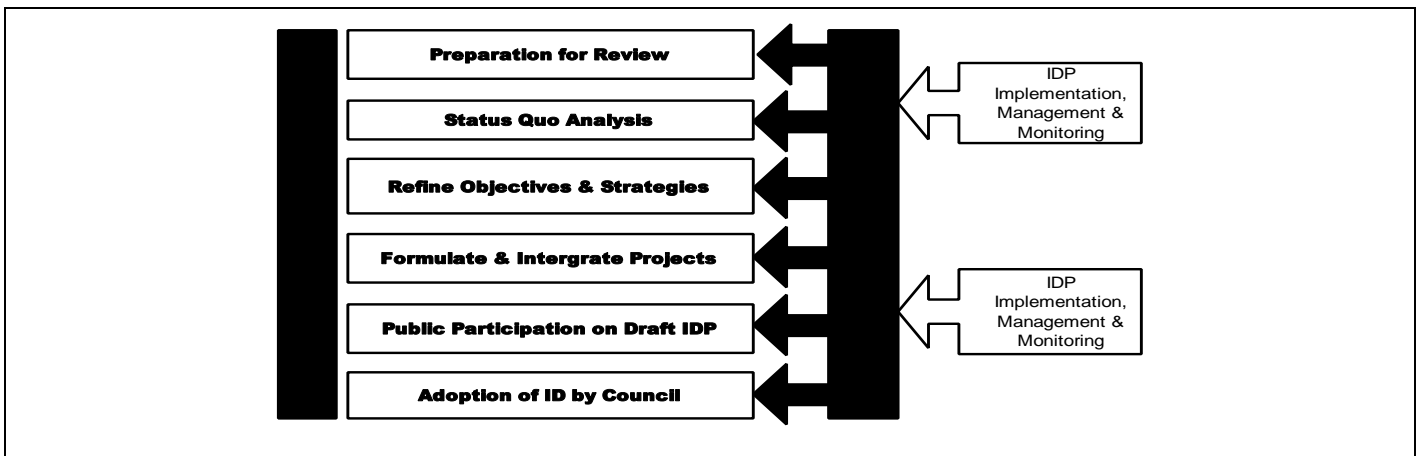 Preparation for Review
Status Quo Analysis
Refine Objectives & Strategies
Formulate & Intergrate Projects
Public Participation on Draft IDP
Adoption of ID by Council
IDP
Implementation,
Management &
Monitoring
IDP
Implementation,
Management &
Monitoring